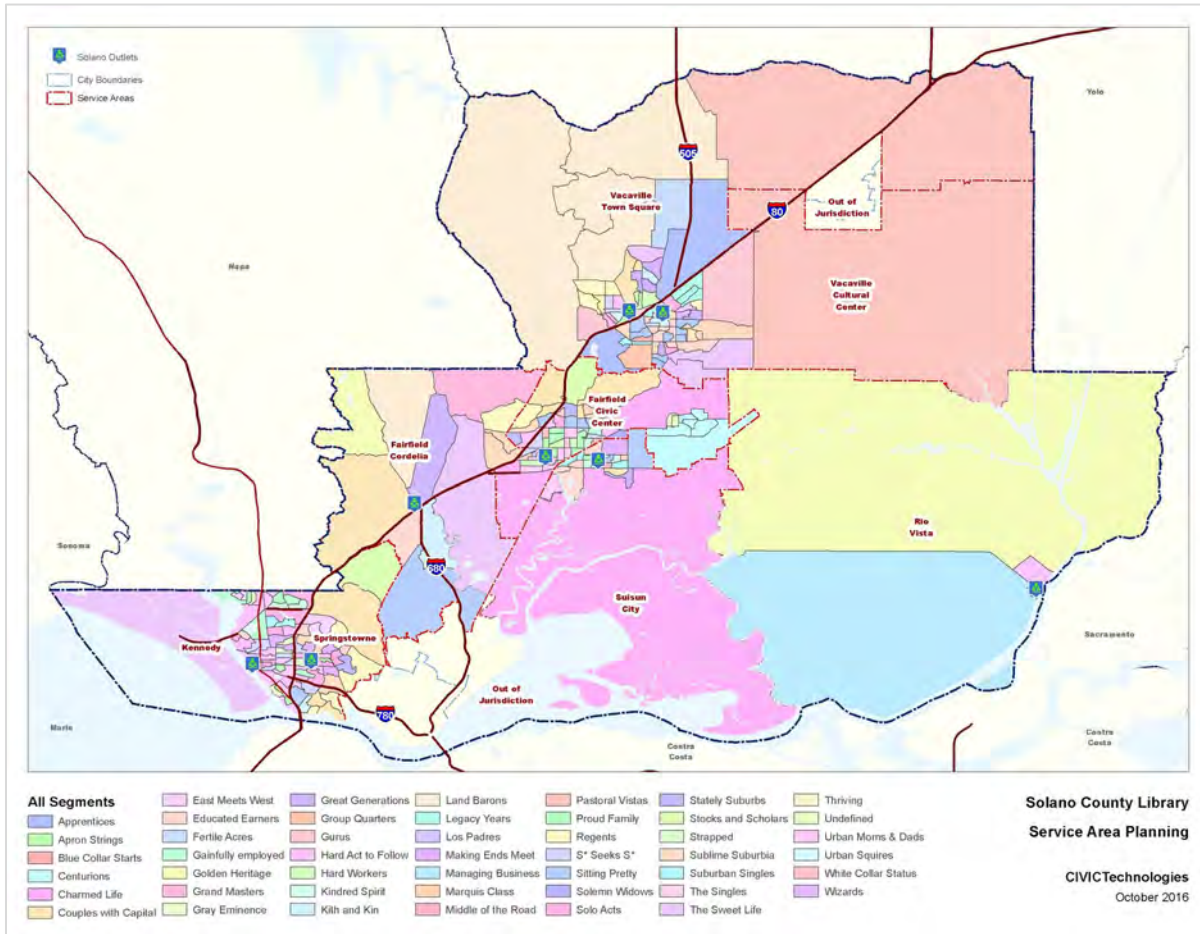 Solano Outlets
City Boundaries
Service Areas
Yolo
505
Vacaville
Town Square
80
Out of
Jurisdiction
Napa
Vacaville
Cultural
Center
Fairfield
Civic
Center
Fairfield
Cordelia
Rio
Vista
Sonoma
680
Suisun
City
Sacramento
Springstowne
Kennedy
Out of
Jurisdiction
780
Marin
Contra
Costa
Contra
Costa
All Segments
Apprentices
Apron Strings
Blue Collar Starts
Centurions
Charmed Life
Couples with Capital
East Meets West
Educated Earners
Fertile Acres
Gainfully employed
Golden Heritage
Grand Masters
Gray Eminence
Great Generations
Group Quarters
Gurus
Hard Act to Follow
Hard Workers
Kindred Spirit
Kith and Kin
Land Barons
Legacy Years
Los Padres
Making Ends Meet
Managing Business
Marquis Class
Middle of the Road
Pastoral Vistas
Proud Family
Regents
S* Seeks S*
Sitting Pretty
Solemn Widows
Solo Acts
Stately Suburbs
Stocks and Scholars
Strapped
Sublime Suburbia
Suburban Singles
The Singles
The Sweet Life
Thriving
Undefined
Urban Moms & Dads
Urban Squires
White Collar Status
Wizards
Solano County Library
Service Area Planning
CIVICTechnologies
October 2016